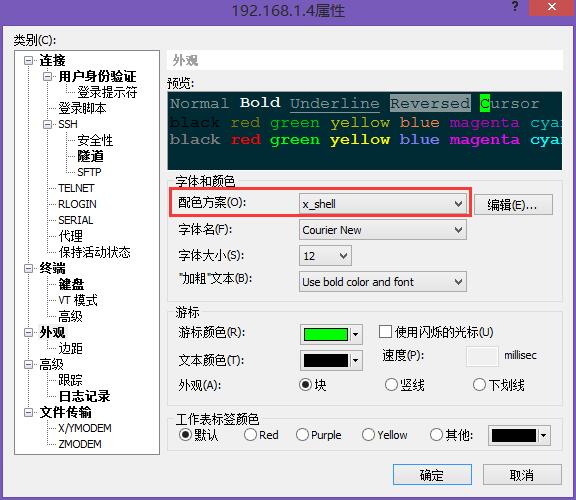 192.168.1.4属性
?
类别(C):
连接
用户身份验证
登录提示符
登录脚本
SSH
安全性
隧道
SFTP
TELNET
RLOGIN
SERIAL
代理
保持活动状态
终端
键盘
VT 模式
高级
外观
边距
高级
跟踪
日志记录
文件传输
X/YMODEM
ZMODEM
外观
预览:
Normal Bold Underline Reversed Cursor
black red green yellow blue magenta cyan
black red green yellow blue magenta cyan
字体和颜色
配色方案(O): x_shell 编辑(E)...
字体名(F): Courier New
字体大小(S): 12
"加粗"文本(B): Use bold color and font
游标
游标颜色(R): 使用闪烁的光标(U)
文本颜色(T): 速度(P): millisec
外观(A): 块 竖线 下划线
工作表标签颜色
默认 Red Purple Yellow 其他:
确定 取消